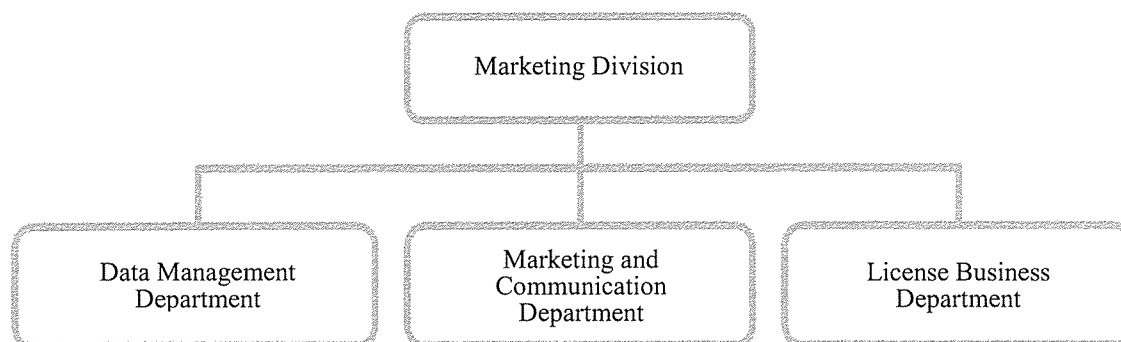 Marketing Division
Data Management
Department
Marketing and
Communication
Department
License Business
Department